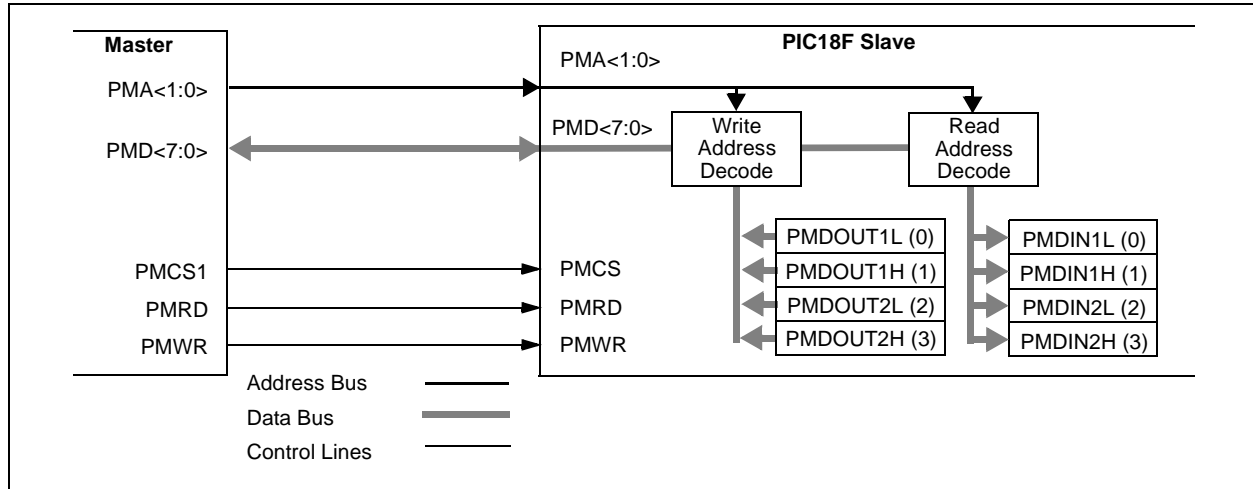 Master
PIC18F Slave
PMA<1:0>
PMA<1:0>
PMD<7:0>
PMD<7:0>
Write
Address
Decode
Read
Address
Decode
PMDOUT1L (0)
PMDIN1L (0)
PMCS1
PMCS
PMDOUT1H (1)
PMDIN1H (1)
PMRD
PMRD
PMDOUT2L (2)
PMDIN2L (2)
PMWR
PMWR
PMDOUT2H (3)
PMDIN2H (3)
Address Bus
Data Bus
Control Lines